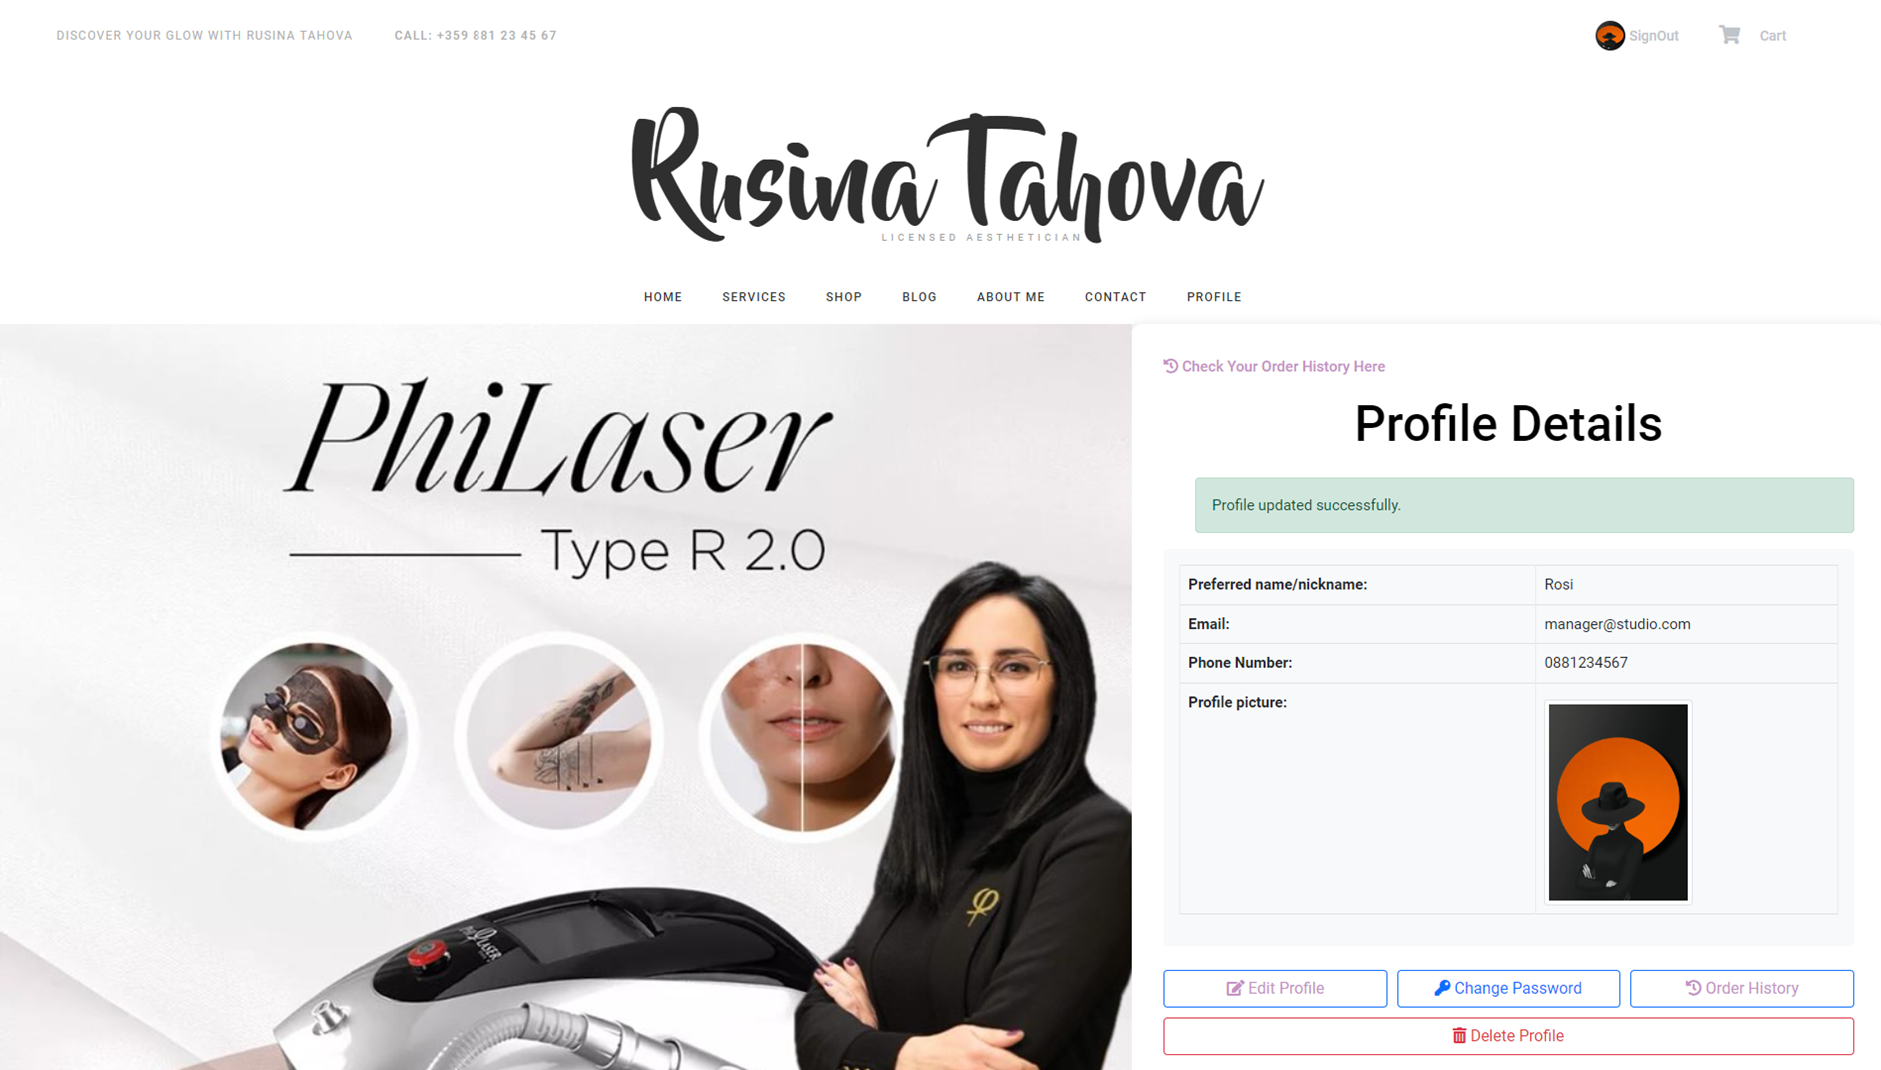 DISCOVER YOUR GLOW WITH RUSINA TAHOVA
CALL: +359 881 23 45 67
SignOut
Cart
Rusina Tahova
LICENSED AESTHETICIAN
HOME
SERVICES
SHOP
BLOG
ABOUT ME
CONTACT
PROFILE
PhiLaser
Type R 2.0
PHI LASER
Check Your Order History Here
Profile Details
Profile updated successfully.
Preferred name/nickname: Rosi
Email: manager@studio.com
Phone Number: 0881234567
Profile picture:
Edit Profile
Change Password
Order History
Delete Profile